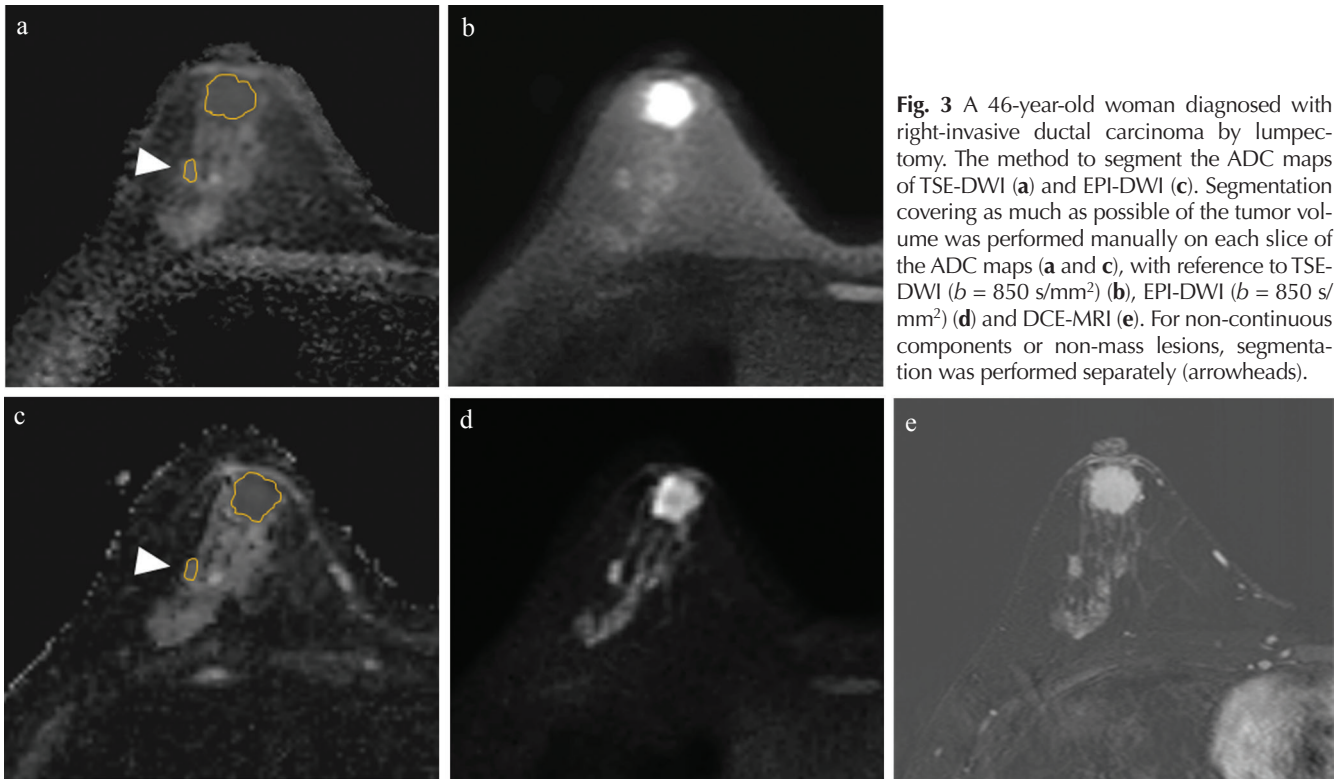 a
b
Fig. 3 A 46-year-old woman diagnosed with
right-invasive ductal carcinoma by lumpec-
tomy. The method to segment the ADC maps
of TSE-DWI (a) and EPI-DWI (c). Segmentation
covering as much as possible of the tumor vol-
ume was performed manually on each slice of
the ADC maps (a and c), with reference to TSE-
DWI (b = 850 s/mm²) (b), EPI-DWI (b = 850 s/
mm²) (d) and DCE-MRI (e). For non-continuous
components or non-mass lesions, segmenta-
tion was performed separately (arrowheads).
c
d
e